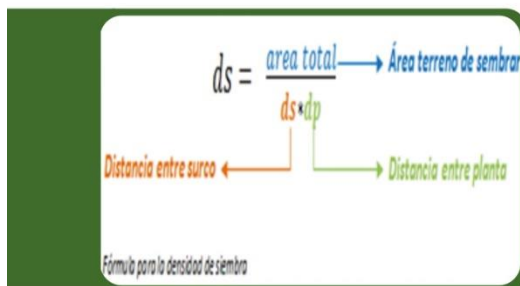 ds = area total → Área terreno de sembrar
ds*dp
Distancia entre surco
Distancia entre planta
Fórmula para la densidad de siembra